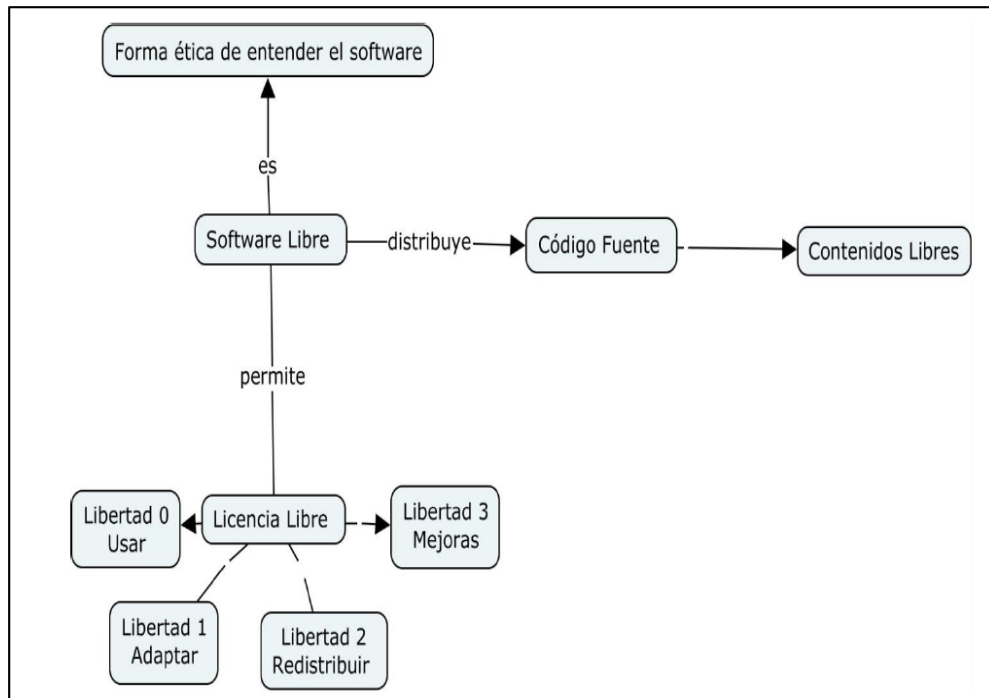 Forma ética de entender el software
es
Software Libre
distribuye
Código Fuente
Contenidos Libres
permite
Libertad 0
Usar
Licencia Libre
Libertad 3
Mejoras
Libertad 1
Adaptar
Libertad 2
Redistribuir